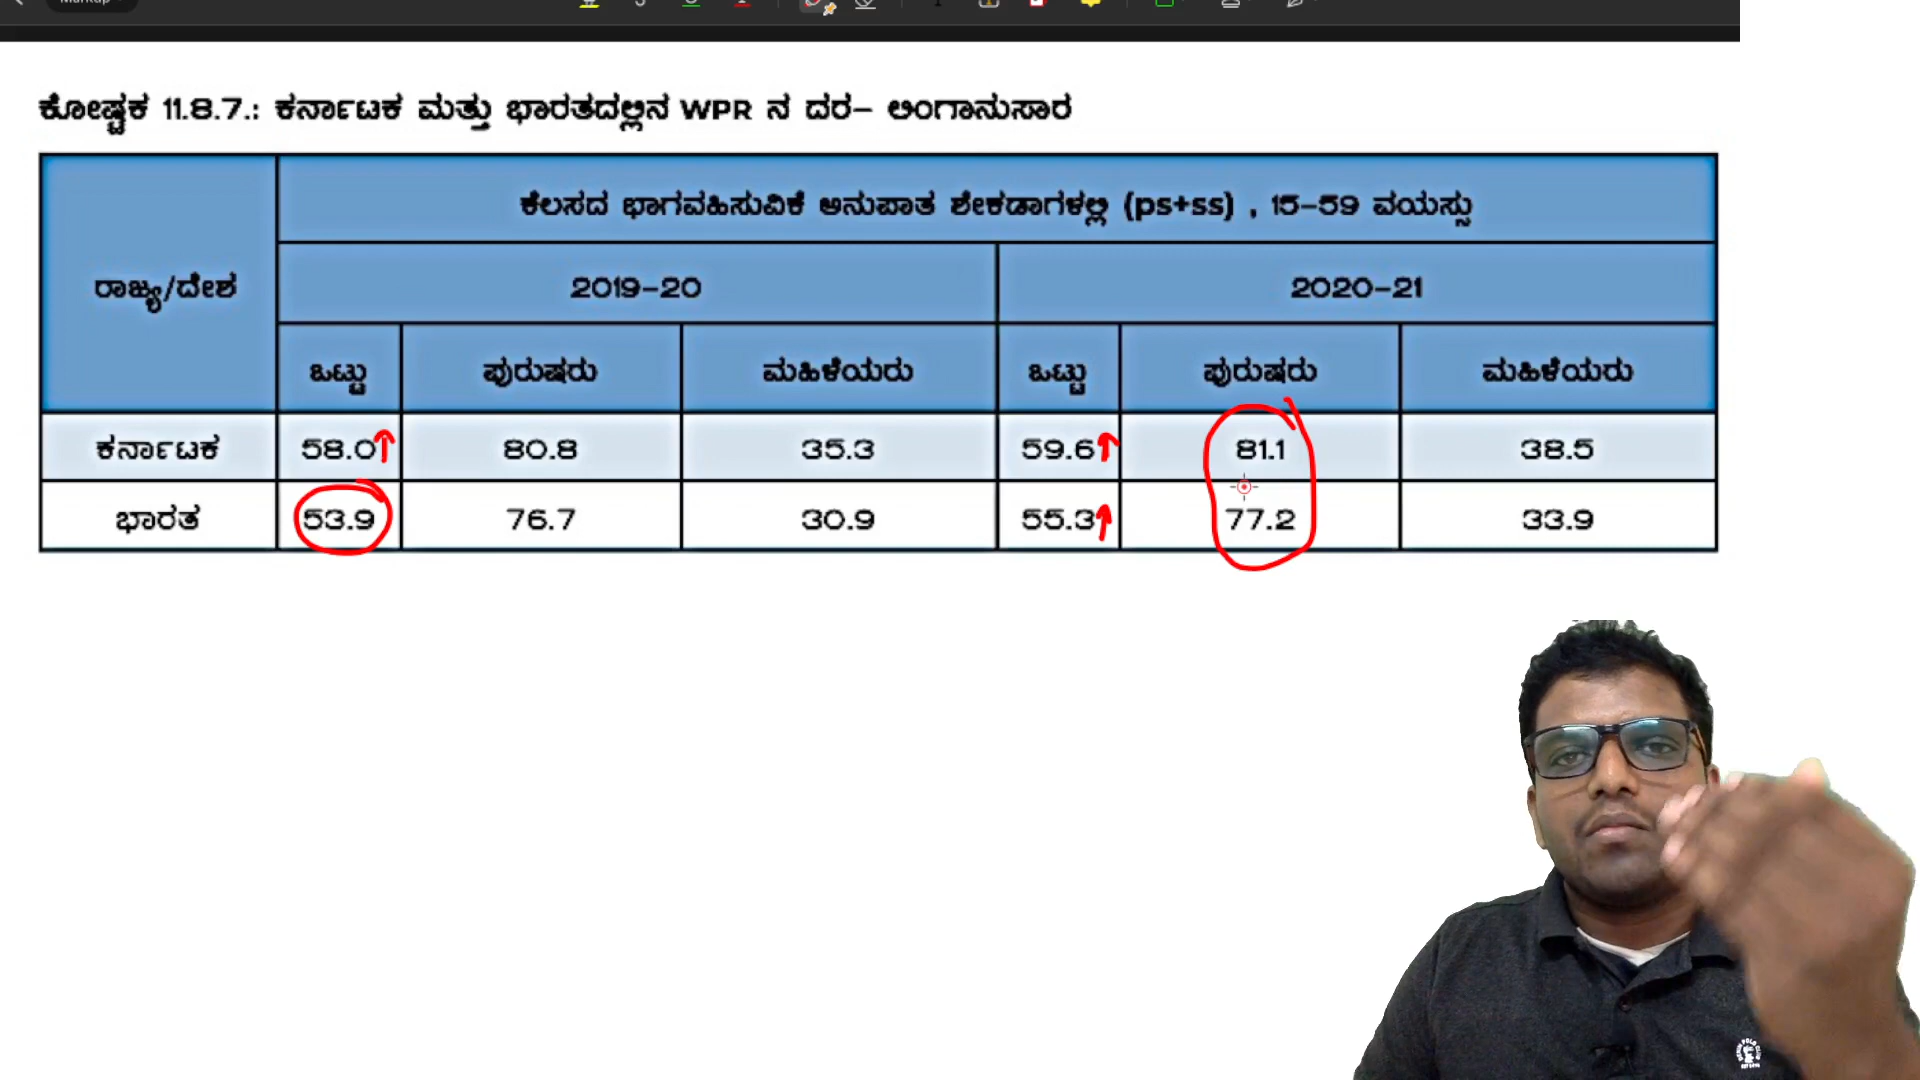 Markup
ಕೋಷ್ಟಕ 11.8.7.: ಕರ್ನಾಟಕ ಮತ್ತು ಭಾರತದಲ್ಲಿನ WPR ನ ದರ– ಲಿಂಗಾನುಸಾರ
ರಾಜ್ಯ/ದೇಶ
ಕೆಲಸದ ಭಾಗವಹಿಸುವಿಕೆ ಅನುಪಾತ ಶೇಕಡಾಗಳಲ್ಲಿ (ps+ss) , 15–59 ವಯಸ್ಸು
2019–20 2020–21
ಒಟ್ಟು ಪುರುಷರು ಮಹಿಳೆಯರು ಒಟ್ಟು ಪುರುಷರು ಮಹಿಳೆಯರು
ಕರ್ನಾಟಕ 58.0 80.8 35.3 59.6 81.1 38.5
ಭಾರತ 53.9 76.7 30.9 55.3 77.2 33.9